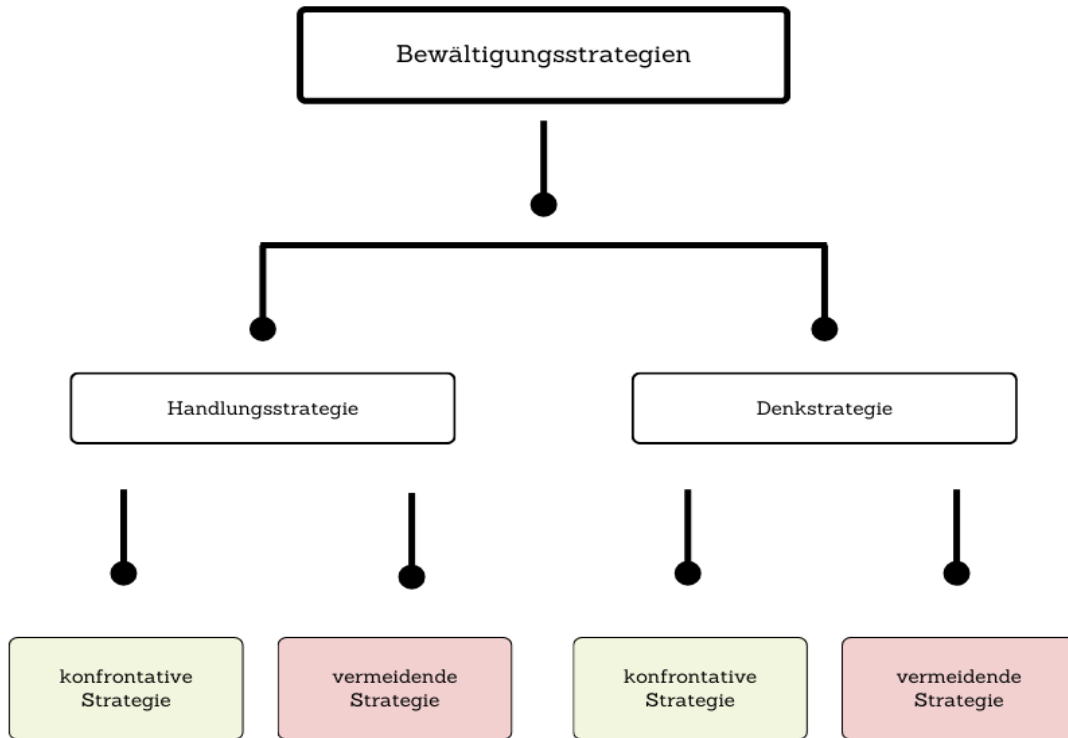 Bewältigungsstrategien
Handlungsstrategie
Denkstrategie
konfrontative
Strategie
vermeidende
Strategie
konfrontative
Strategie
vermeidende
Strategie